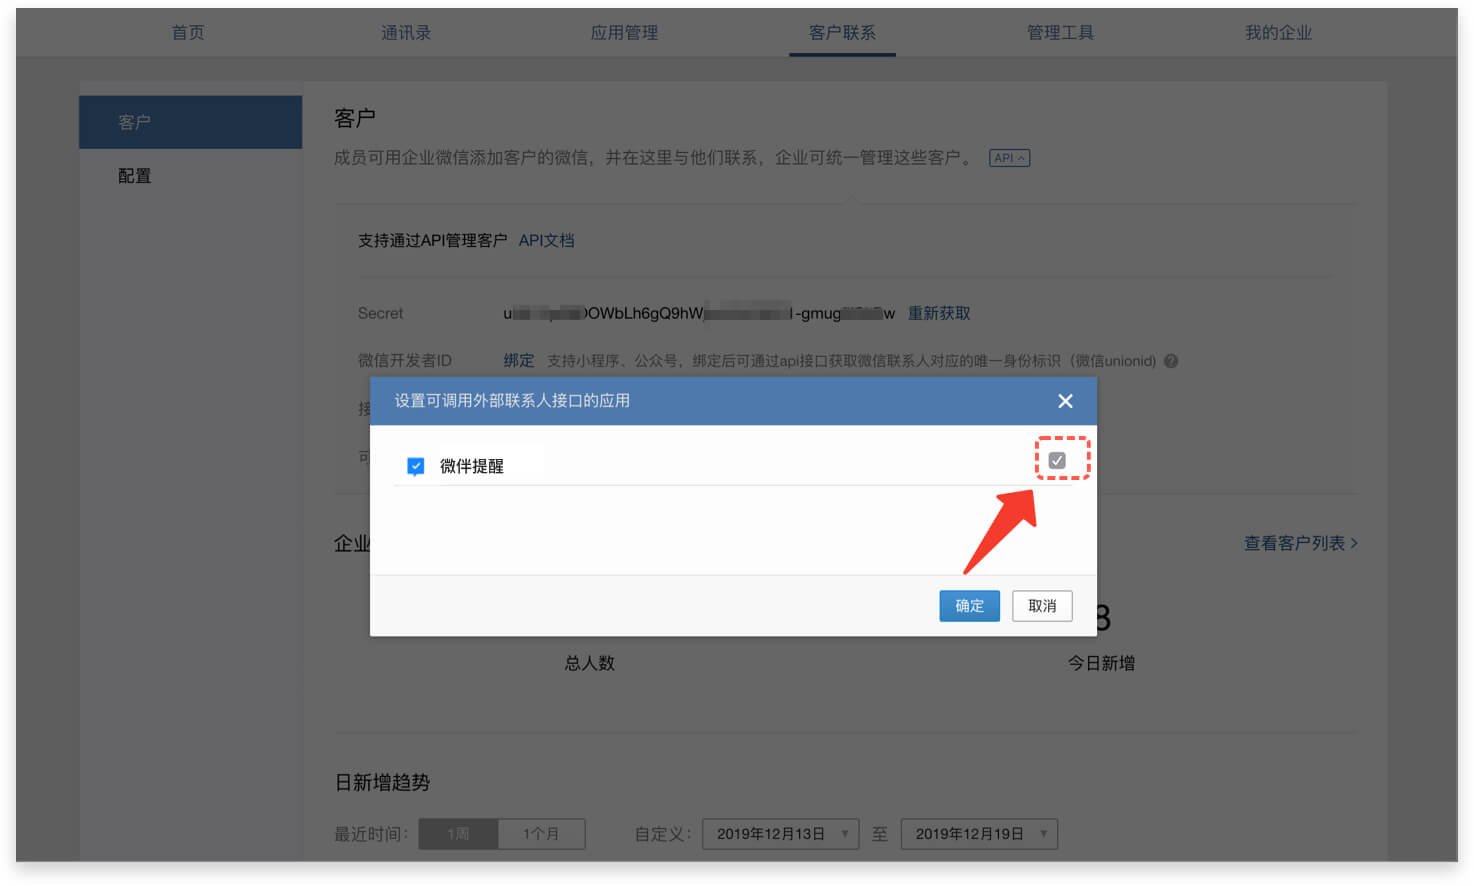 首页 通讯录 应用管理 客户联系 管理工具 我的企业
客户
配置
客户
成员可用企业微信添加客户的微信，并在这里与他们联系，企业可统一管理这些客户。 API
支持通过API管理客户 API文档
Secret 重新获取
微信开发者ID 绑定 支持小程序、公众号，绑定后可通过api接口获取微信联系人对应的唯一身份标识（微信unionid) ?
设置可调用外部联系人接口的应用
微伴提醒
确定 取消
企业
查看客户列表
总人数 今日新增
日新增趋势
最近时间： 1周 1个月 自定义： 2019年12月13日 至 2019年12月19日